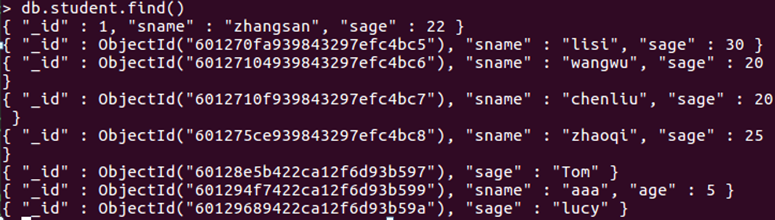 > db.student.find()
{ "_id" : 1, "sname" : "zhangsan", "sage" : 22 }
{ "_id" : ObjectId("601270fa939843297efc4bc5"), "sname" : "lisi", "sage" : 30 }
{ "_id" : ObjectId("60127104939843297efc4bc6"), "sname" : "wangwu", "sage" : 20
}
{ "_id" : ObjectId("6012710f939843297efc4bc7"), "sname" : "chenliu", "sage" : 20
}
{ "_id" : ObjectId("601275ce939843297efc4bc8"), "sname" : "zhaoqi", "sage" : 25
}
{ "_id" : ObjectId("60128e5b422ca12f6d93b597"), "sage" : "Tom" }
{ "_id" : ObjectId("601294f7422ca12f6d93b599"), "sname" : "aaa", "age" : 5 }
{ "_id" : ObjectId("60129689422ca12f6d93b59a"), "sage" : "lucy" }